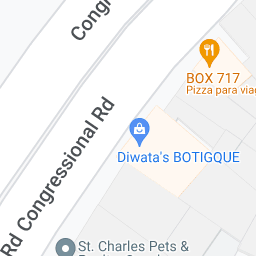 Cong
BOX 717
Pizza para viaj
Rd Congressional Rd
Diwata's BOTIGQUE
St. Charles Pets &